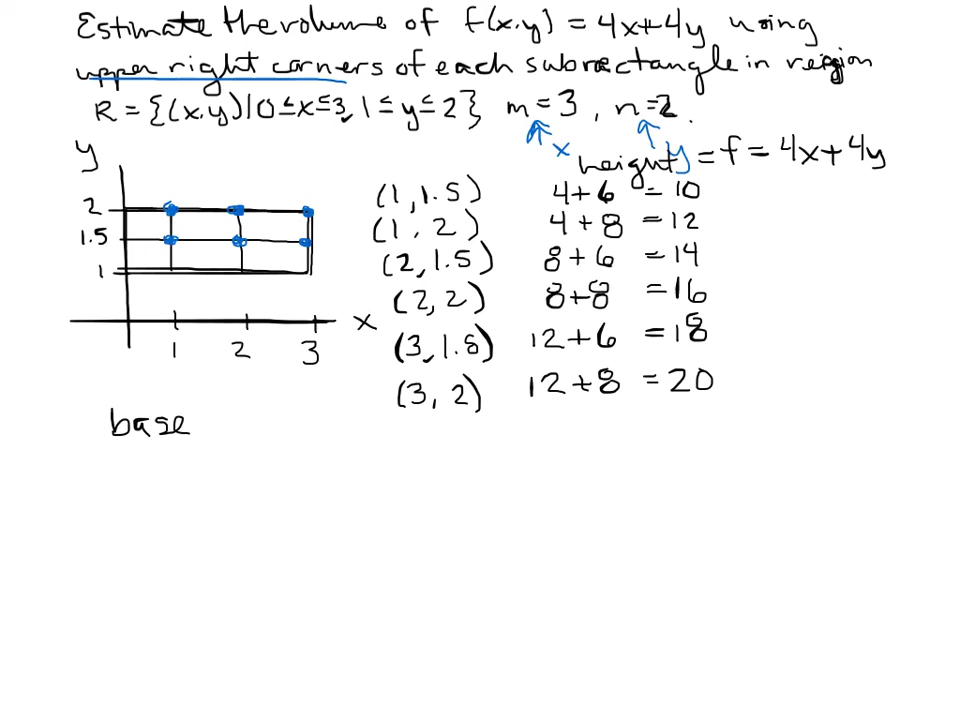 Estimate the volume of f(x,y) = 4x+4y using
upper right corners of each subrectangle in region
R = {(x,y)|0≤x≤3, 1≤y≤2} m=3, n=2.
x y
height = f = 4x+4y
y
2
1.5
1
1 2 3 x
(1,1.5) 4+6 = 10
(1,2) 4+8 = 12
(2,1.5) 8+6 = 14
(2,2) 8+8 = 16
(3,1.5) 12+6 = 18
(3,2) 12+8 = 20
base